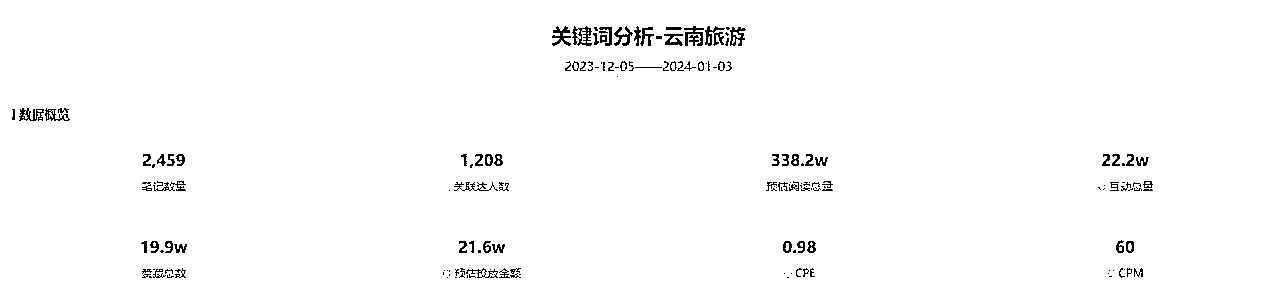 关键词分析-云南旅游
2023-12-05——2024-01-03
数据概览
2,459
1,208
338.2w
22.2w
笔记数量
关联达人数
预估阅读总量
互动总量
19.9w
21.6w
0.98
60
赞藏总数
预估投放金额
CPE
CPM